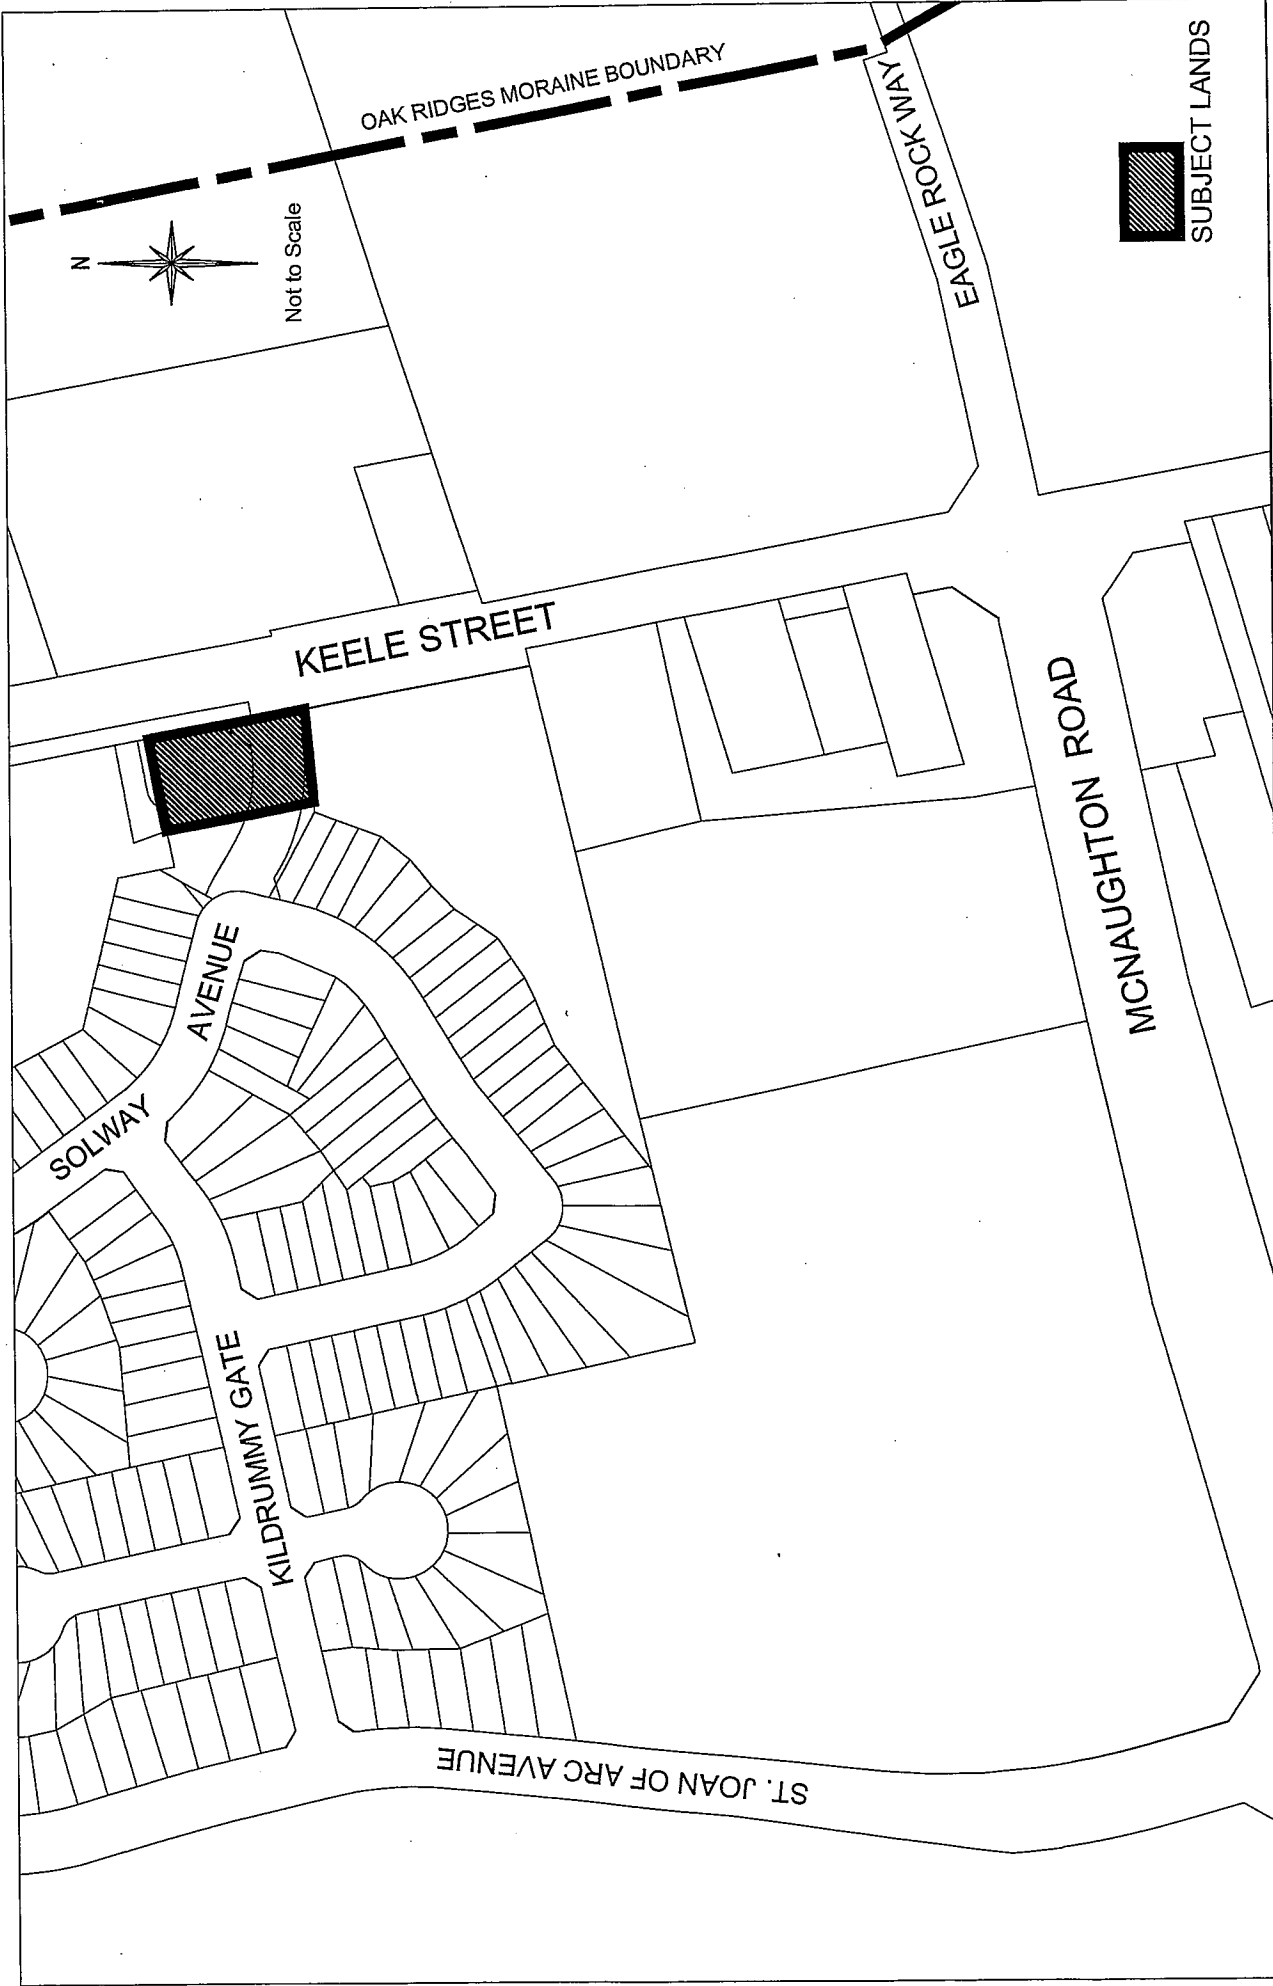 OAK RIDGES MORAINE BOUNDARY
N
Not to Scale
EAGLE ROCK WAY
SUBJECT LANDS
KEELE STREET
MCNAUGHTON ROAD
SOLWAY
AVENUE
KILDRUMMY GATE
ST. JOAN OF ARC AVENUE